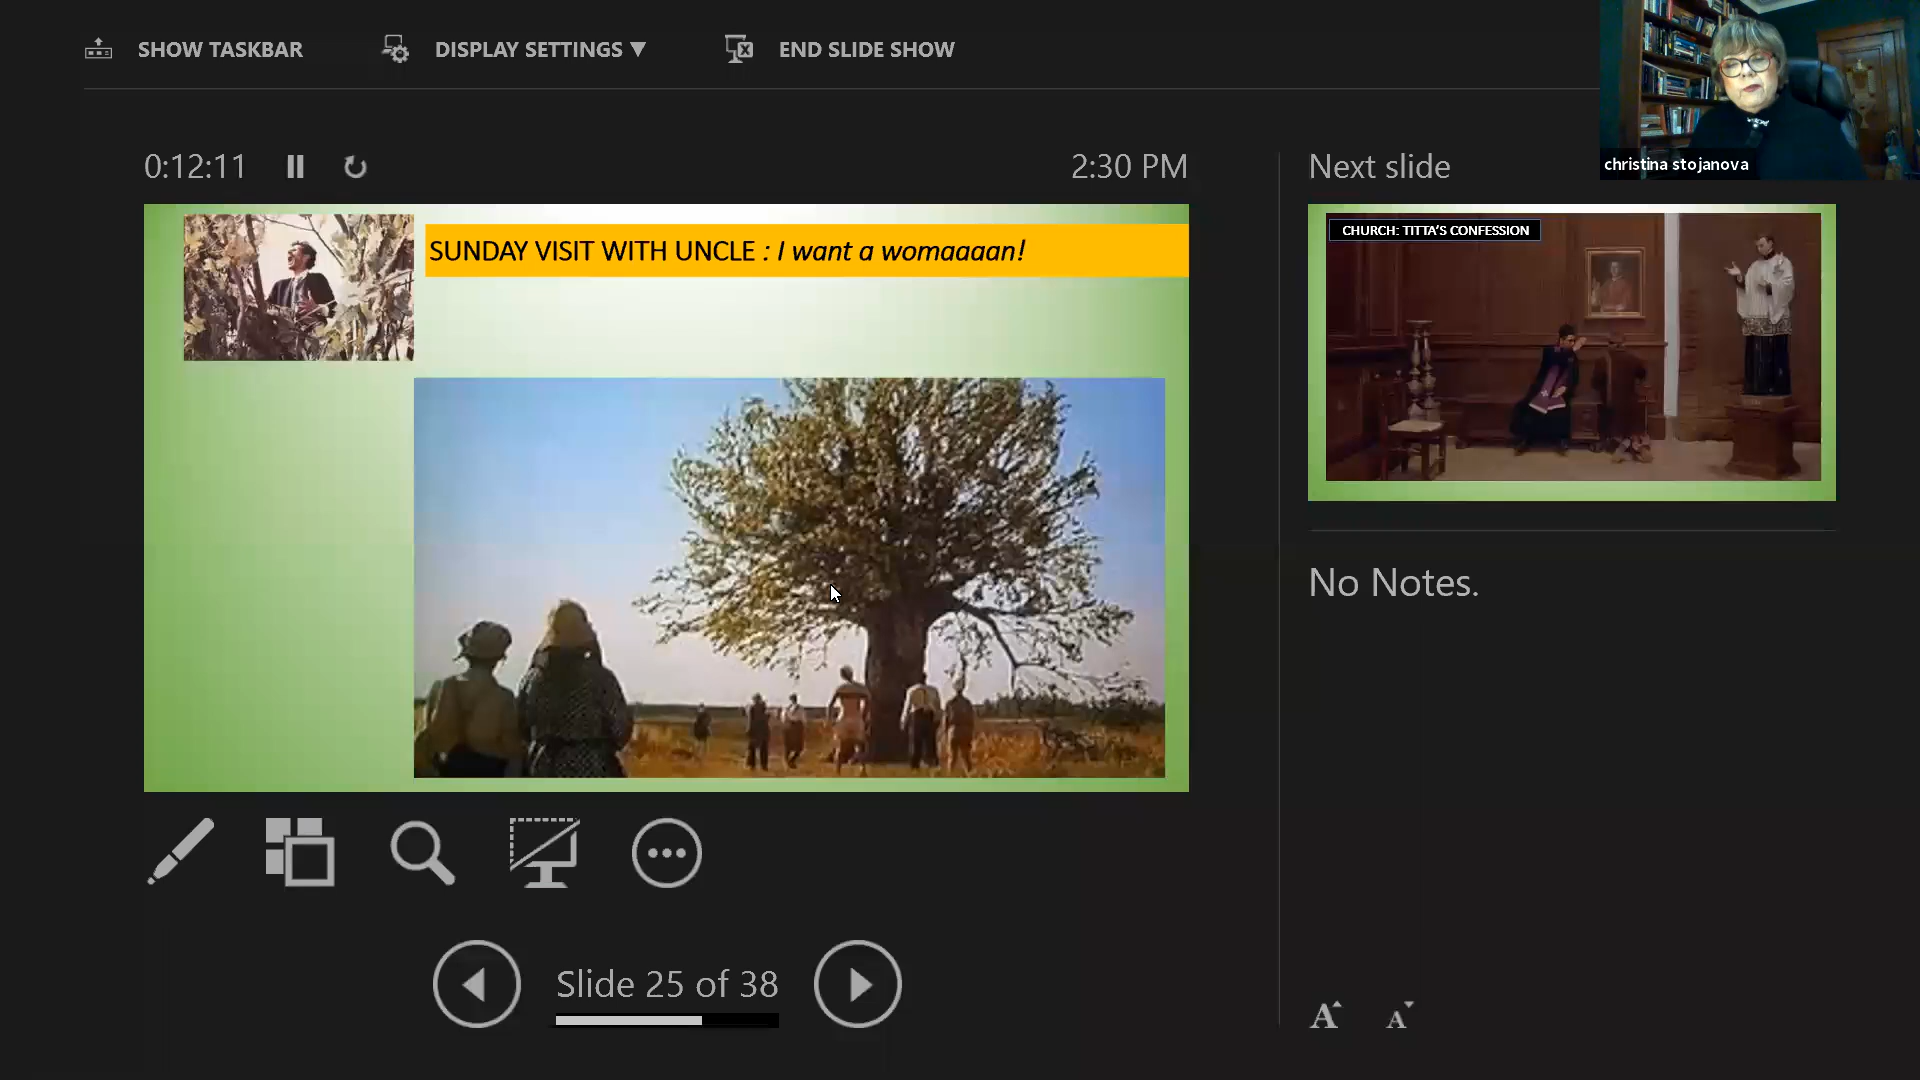 SHOW TASKBAR
DISPLAY SETTINGS ▼
END SLIDE SHOW
christina stojanova
0:12:11
2:30 PM
Next slide
SUNDAY VISIT WITH UNCLE : I want a womaaaan!
CHURCH: TITTA'S CONFESSION
No Notes.
Slide 25 of 38
A A